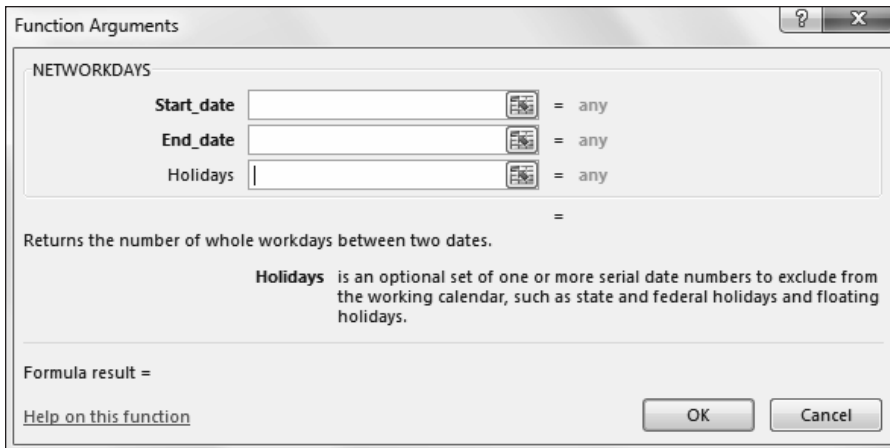 Function Arguments
? X
NETWORKDAYS
Start_date = any
End_date = any
Holidays = any
=
Returns the number of whole workdays between two dates.
Holidays is an optional set of one or more serial date numbers to exclude from
the working calendar, such as state and federal holidays and floating
holidays.
Formula result =
Help on this function OK Cancel